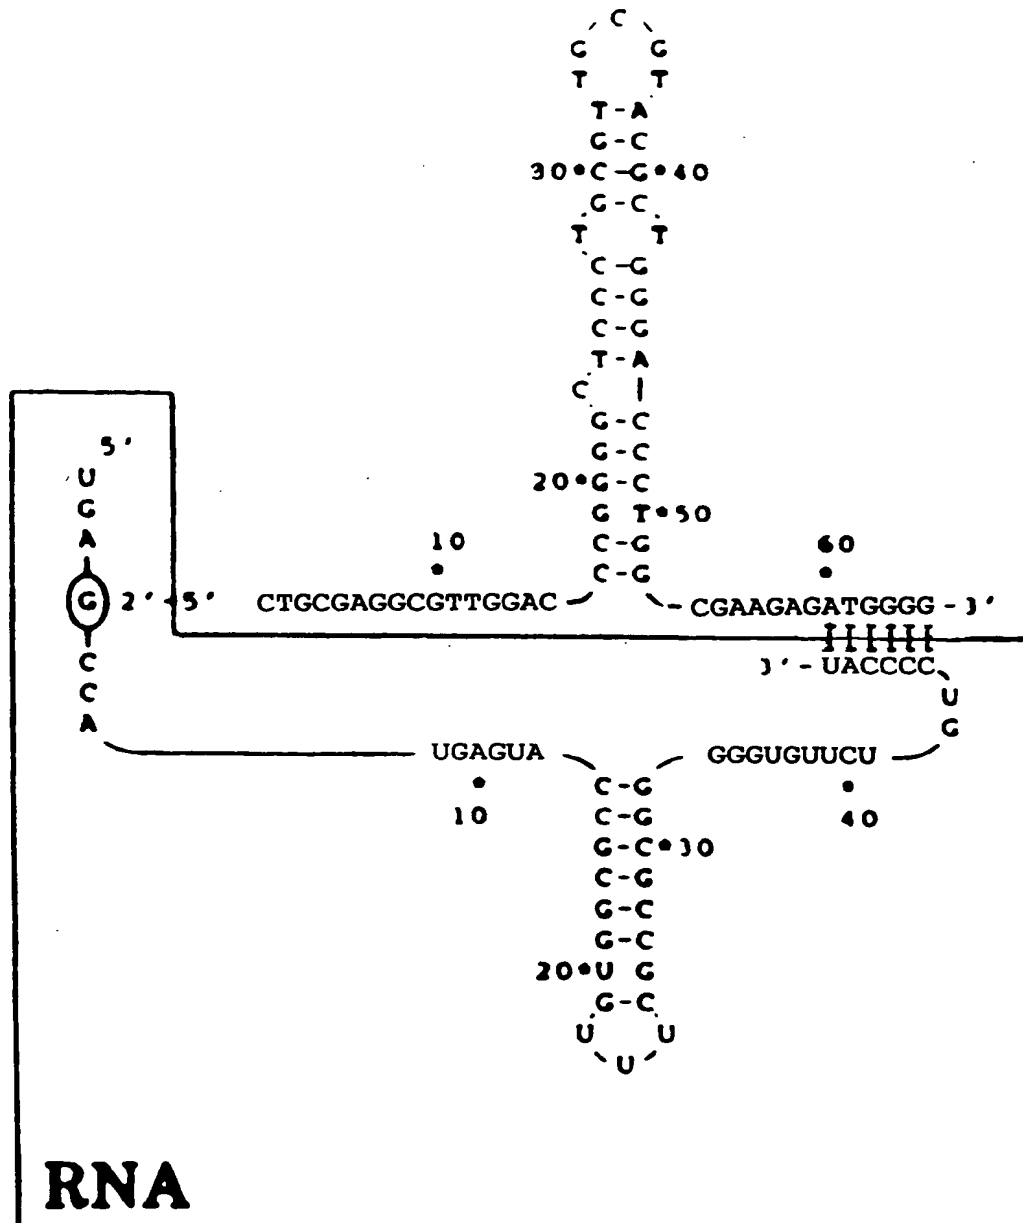 C
G G
T T
T-A
G-C
30•C-G•40
G-C
T T
C-G
C-G
C-G
T-A
C
G-C
G-C
20•G-C
G T•50
C-G
C-G
5'
U
G
A
G 2'-5' CTGCGAGGCGTTGGAC CGAAGAGATGGGG-3'
10
60
C
C
A
3'-UACCCC
U
G
UGAGUA GGGUGUUCU
10
40
C-G
C-G
G-C•30
C-G
G-C
G-C
20•U G
G-C
U U
U
RNA